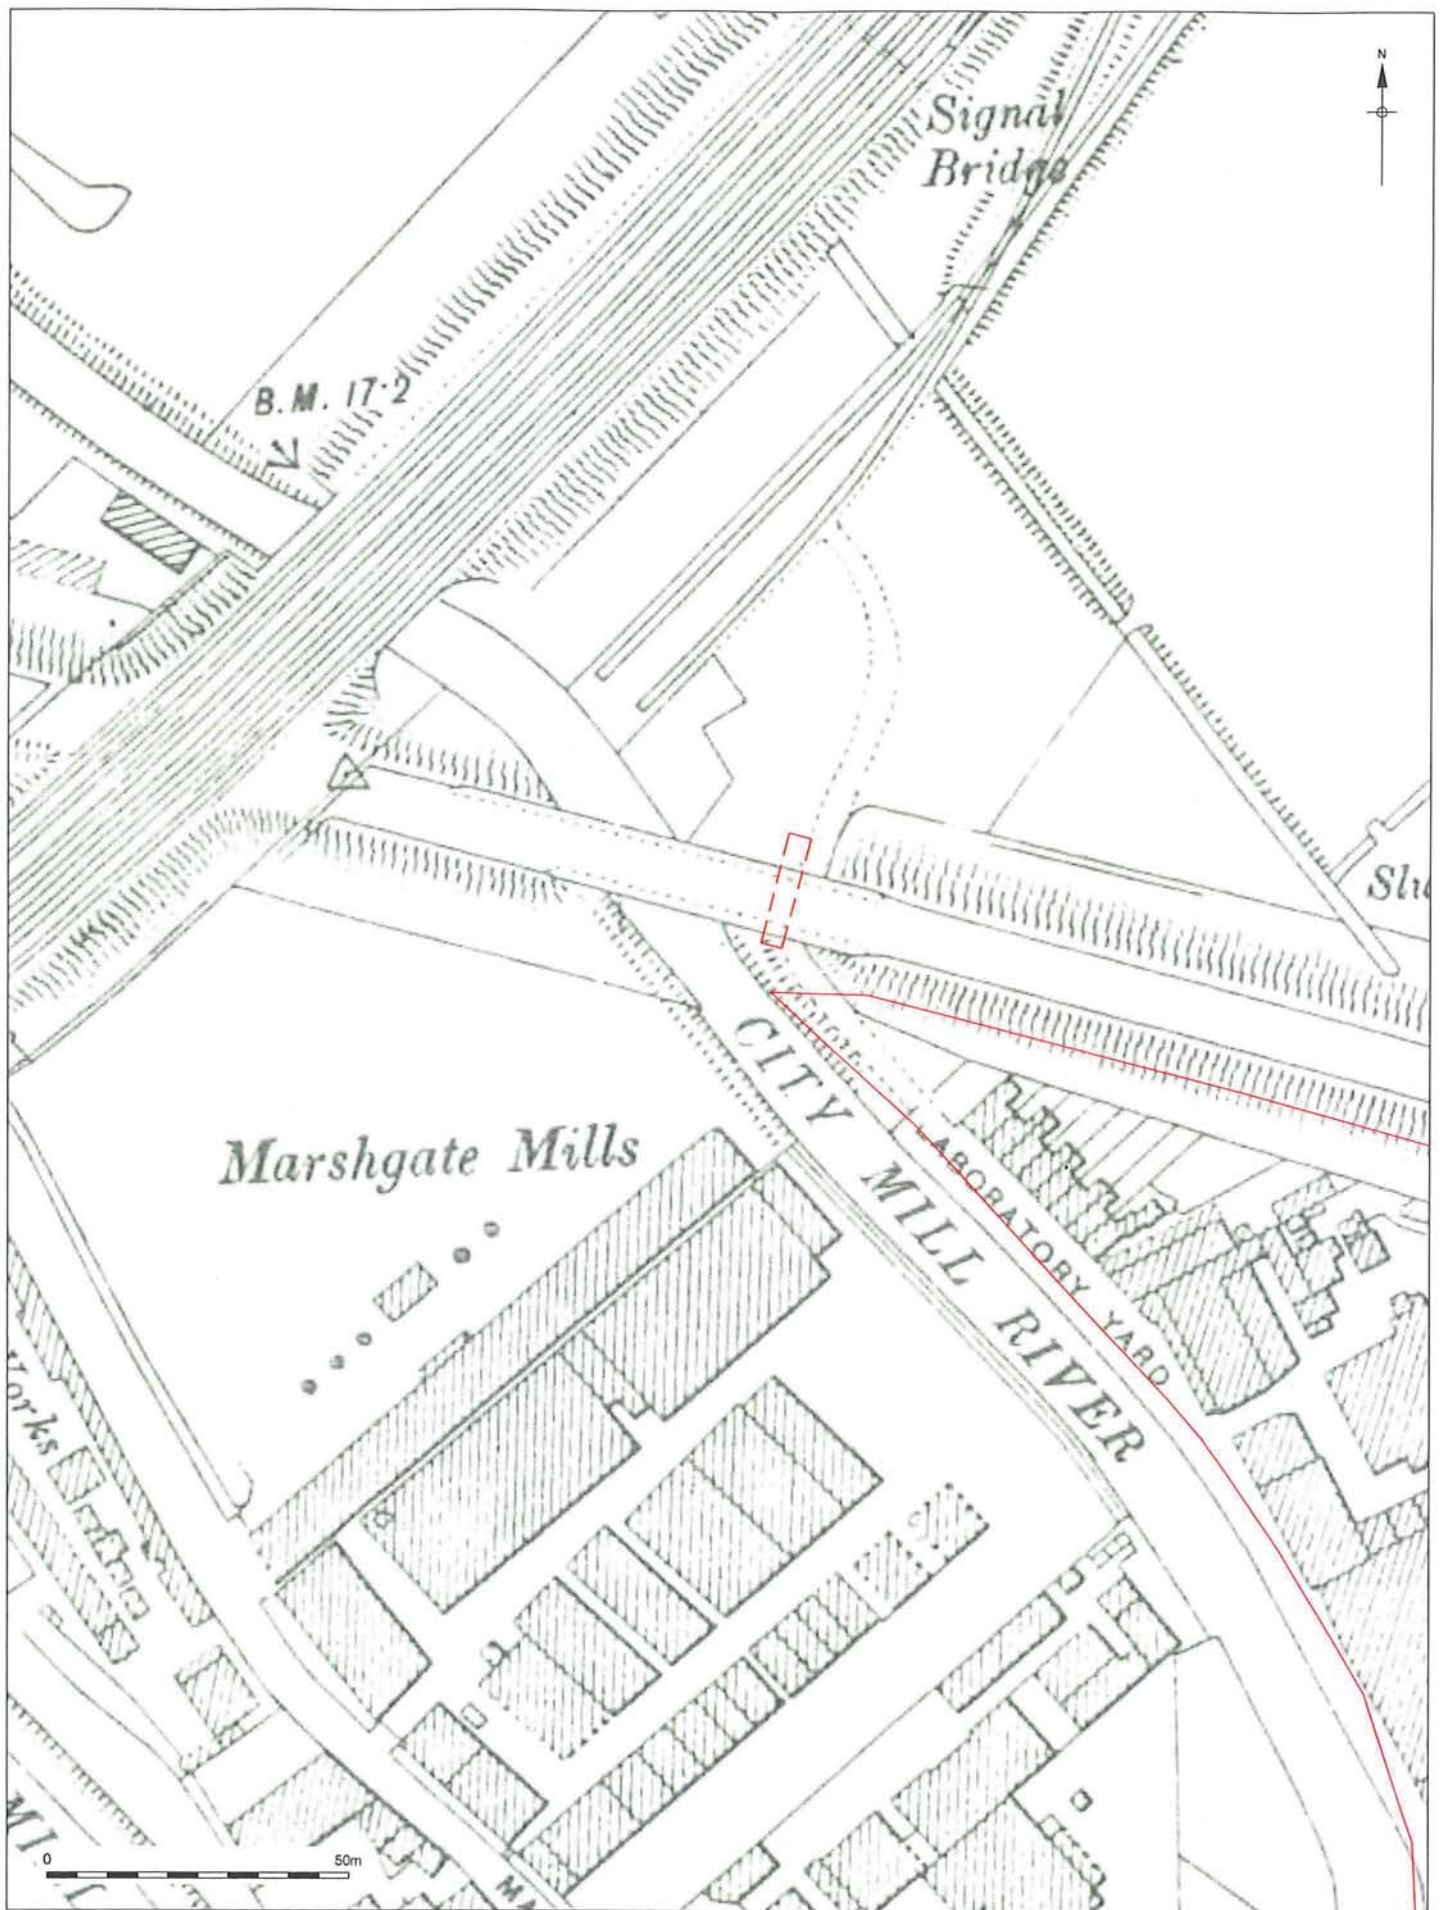 N
Signal
Bridge
B.M. 17·2
CITY MILL RIVER
Marshgate Mills
LABORATORY YARD
0 50m